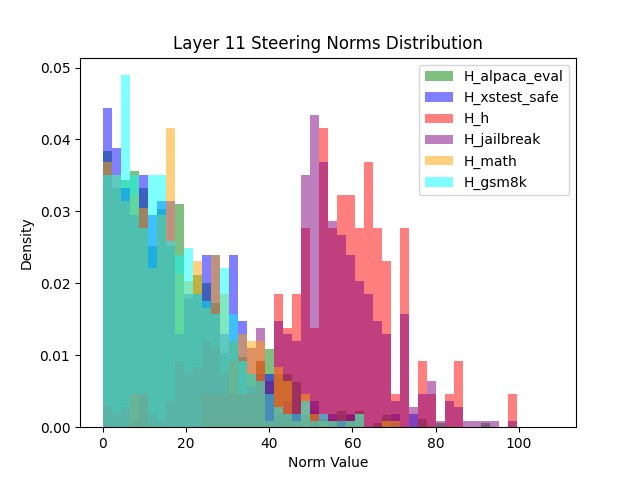 Layer 11 Steering Norms Distribution
H_alpaca_eval
H_xstest_safe
H_h
H_jailbreak
H_math
H_gsm8k
Density
0.05
0.04
0.03
0.02
0.01
0.00
0 20 40 60 80 100
Norm Value